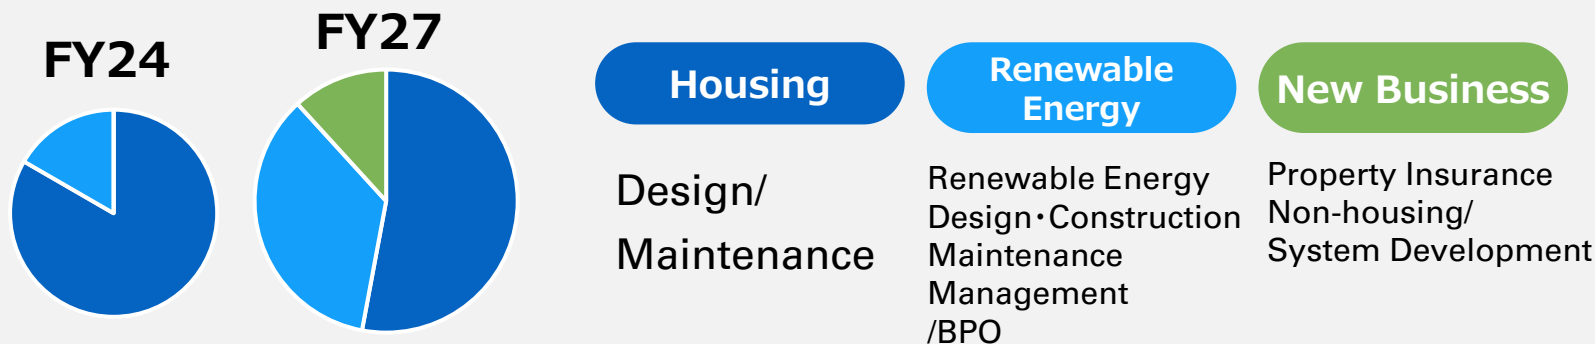 FY24
FY27
Housing
Renewable
Energy
New Business
Design/
Maintenance
Renewable Energy
Design・Construction
Maintenance
Management
/BPO
Property Insurance
Non-housing/
System Development